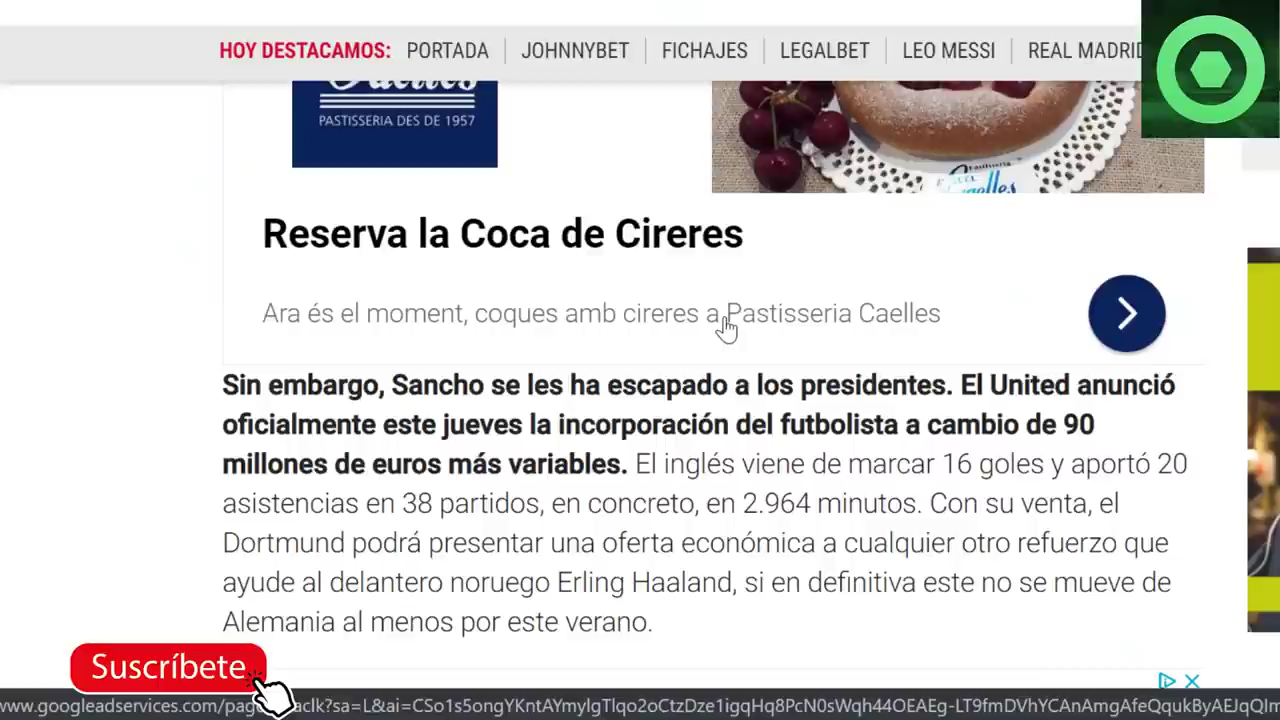 HOY DESTACAMOS: PORTADA JOHNNYBET FICHAJES LEGALBET LEO MESSI REAL MADRID
PASTISSERIA DES DE 1957
Reserva la Coca de Cireres
Ara és el moment, coques amb cireres a Pastisseria Caelles
Sin embargo, Sancho se les ha escapado a los presidentes. El United anunció
oficialmente este jueves la incorporación del futbolista a cambio de 90
millones de euros más variables. El inglés viene de marcar 16 goles y aportó 20
asistencias en 38 partidos, en concreto, en 2.964 minutos. Con su venta, el
Dortmund podrá presentar una oferta económica a cualquier otro refuerzo que
ayude al delantero noruego Erling Haaland, si en definitiva este no se mueve de
Alemania al menos por este verano.
Suscríbete